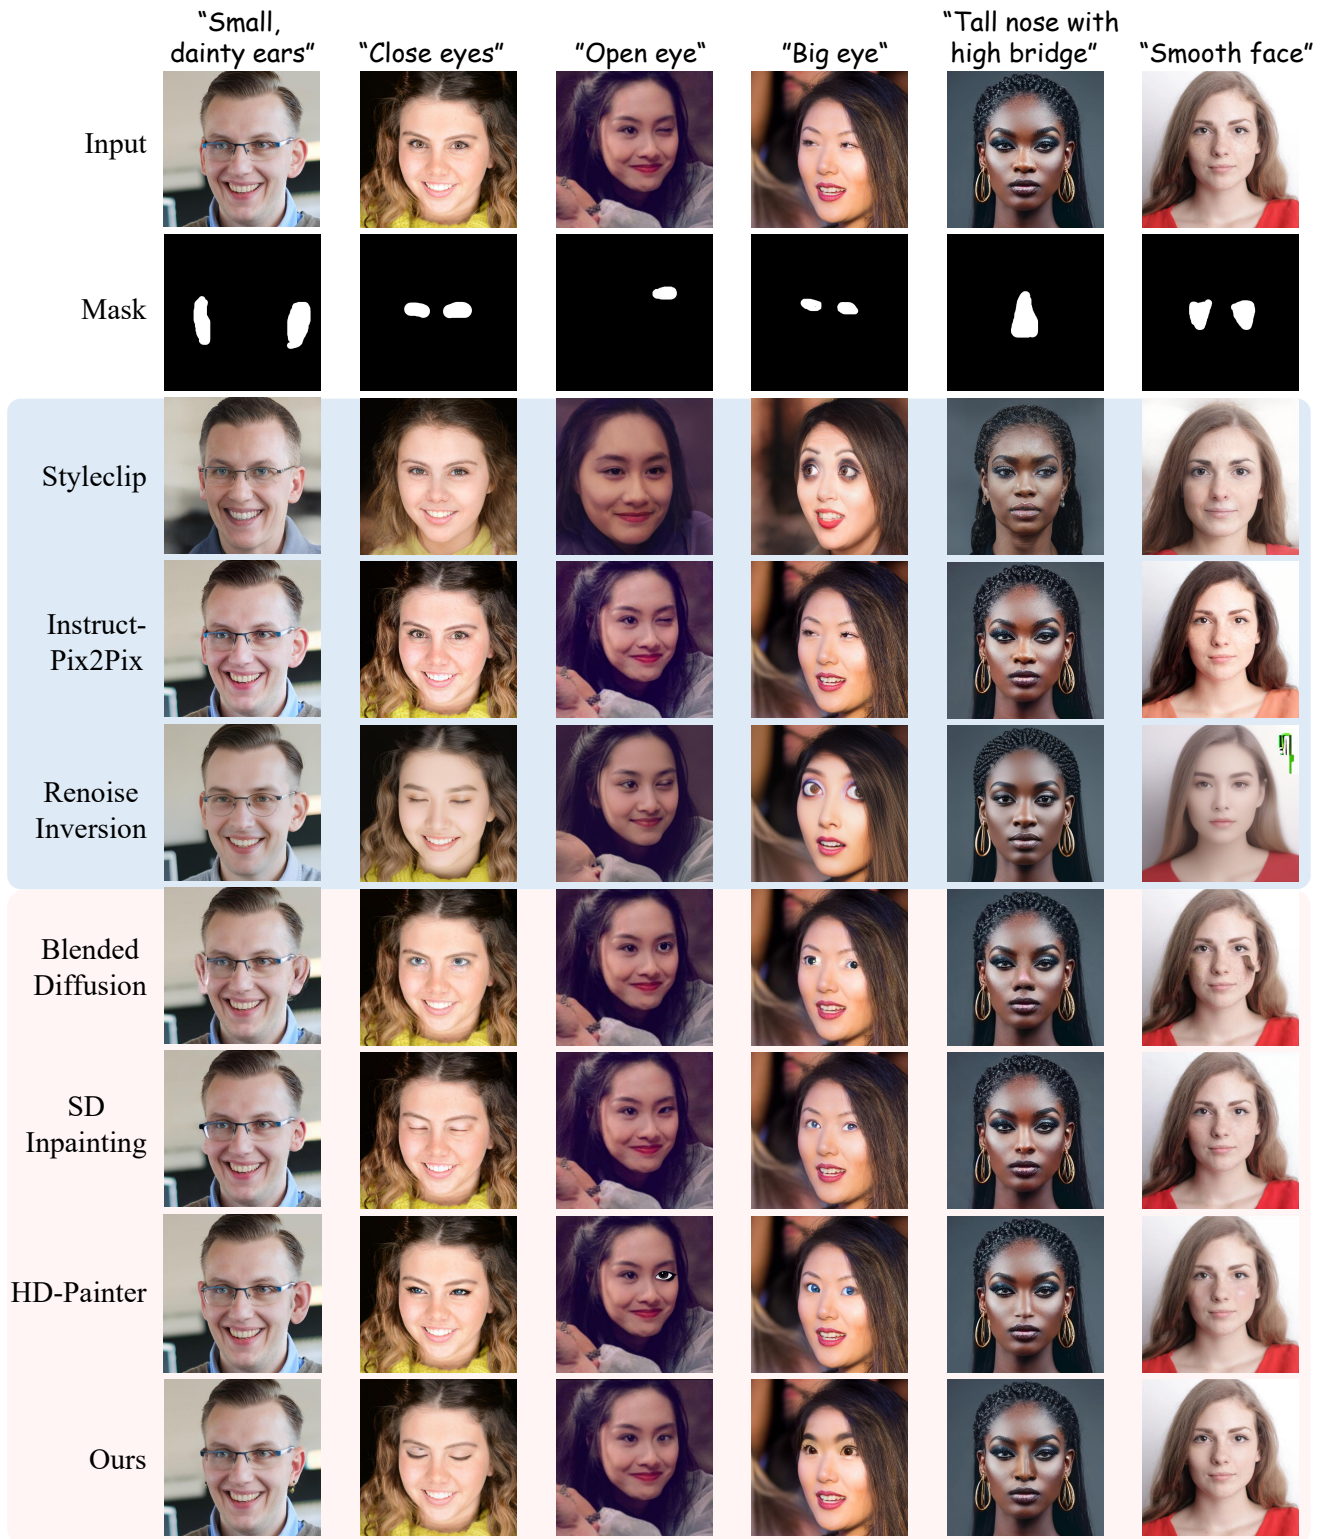 “Small,
dainty ears”
“Close eyes”
”Open eye“
”Big eye“
“Tall nose with
high bridge”
“Smooth face”
Input
Mask
Styleclip
Instruct-
Pix2Pix
Renoise
Inversion
Blended
Diffusion
SD
Inpainting
HD-Painter
Ours